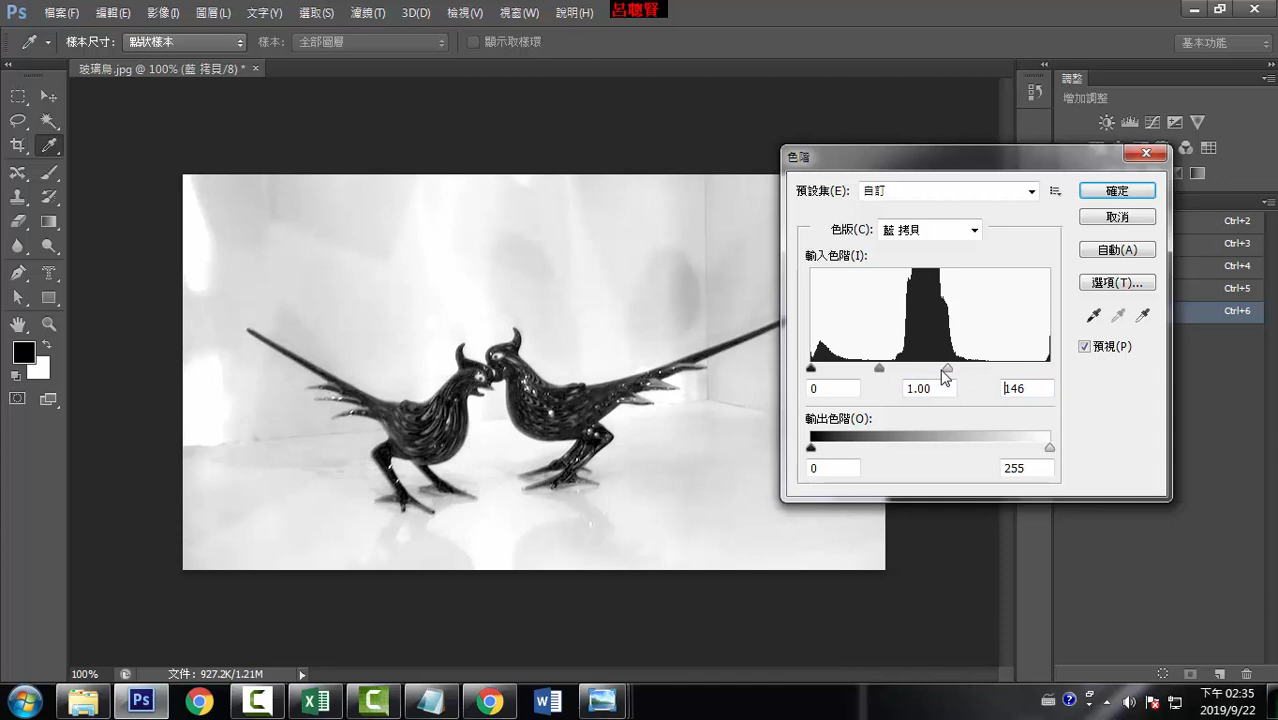 Ps 檔案(F) 編輯(E) 影像(I) 圖層(L) 文字(Y) 選取(S) 濾鏡(T) 3D(D) 檢視(V) 視窗(W) 說明(H) 呂聰賢
樣本尺寸: 點狀樣本 樣本: 全部圖層 顯示取樣環 基本功能
玻璃鳥.jpg @ 100% (藍 拷貝/8) * ×
調整
增加調整
色階
預設集(E): 自訂 確定
取消
色版(C): 藍 拷貝
自動(A)
輸入色階(I):
選項(T)...
預視(P)
0 1.00 146
輸出色階(O):
0 255
Ctrl+2
Ctrl+3
Ctrl+4
Ctrl+5
Ctrl+6
100% 文件: 927.2K/1.21M
Ps
下午 02:35
2019/9/22